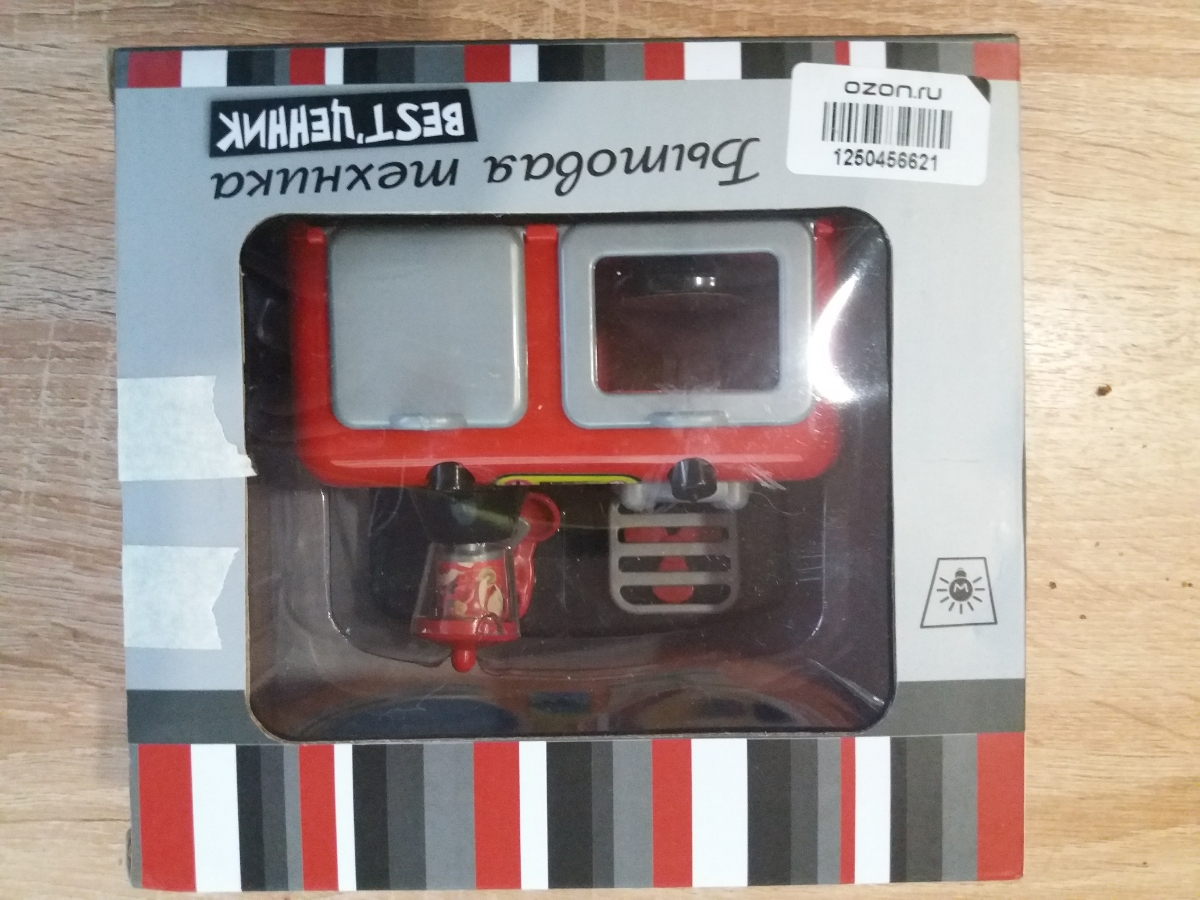 ozon.ru
1250456621
Бытовая техника
BEST'ЦЕННИК
M